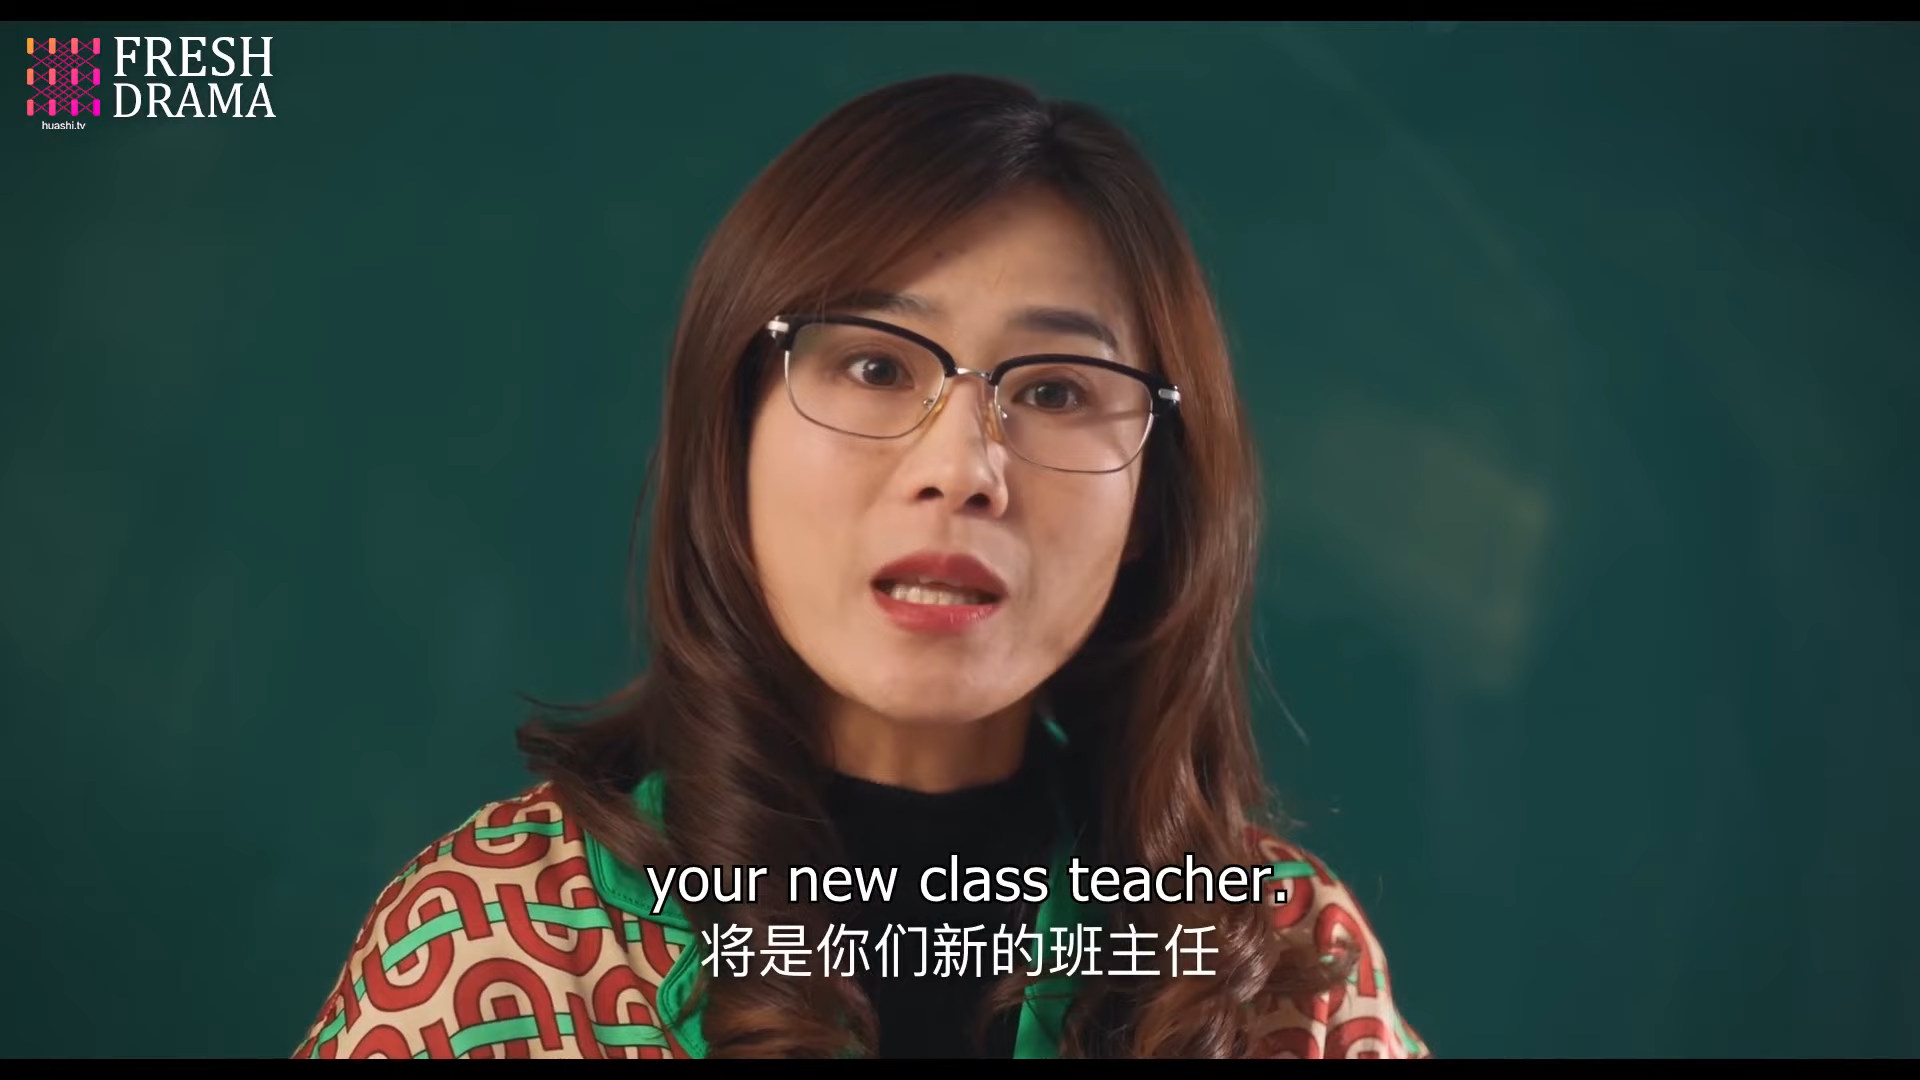 FRESH
DRAMA
huashi.tv
your new class teacher.
将是你们新的班主任